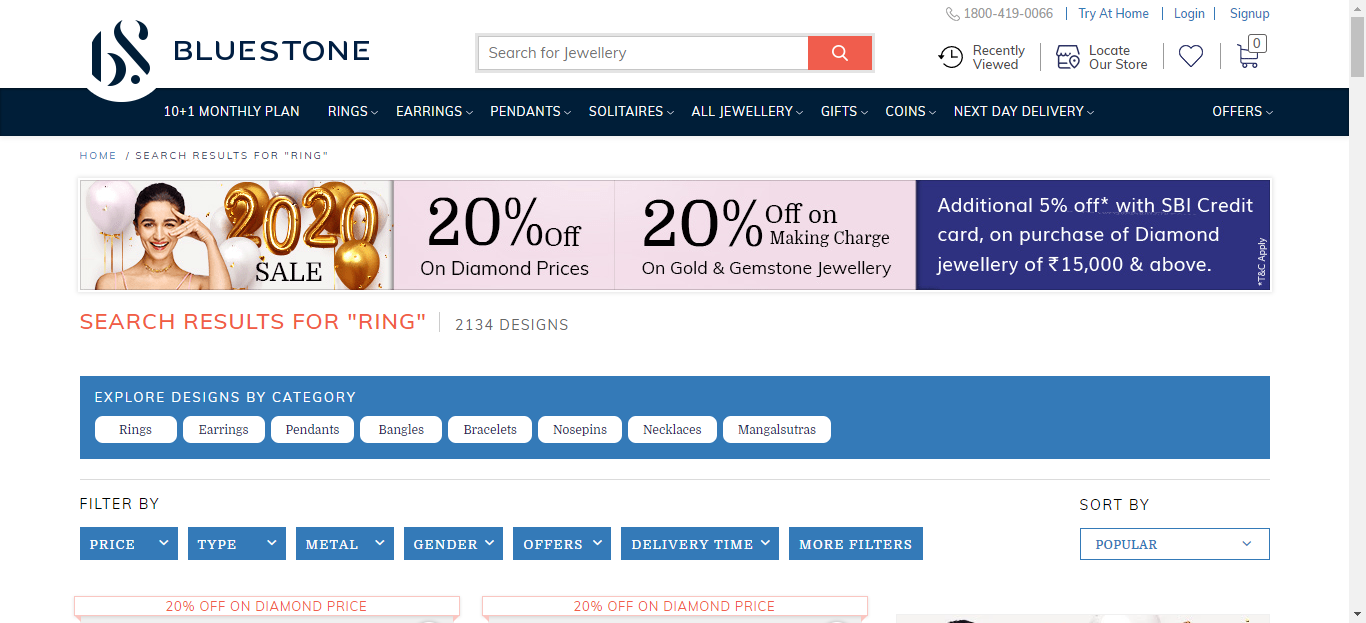 1800-419-0066 | Try At Home | Login | Signup
BLUESTONE
Search for Jewellery
Recently Viewed
Locate Our Store
0
10+1 MONTHLY PLAN RINGS EARRINGS PENDANTS SOLITAIRES ALL JEWELLERY GIFTS COINS NEXT DAY DELIVERY OFFERS
HOME / SEARCH RESULTS FOR "RING"
2020
SALE
20% Off
On Diamond Prices
20% Off on Making Charge
On Gold & Gemstone Jewellery
Additional 5% off* with SBI Credit
card, on purchase of Diamond
jewellery of ₹15,000 & above.
*T&C Apply
SEARCH RESULTS FOR "RING" 2134 DESIGNS
EXPLORE DESIGNS BY CATEGORY
Rings Earrings Pendants Bangles Bracelets Nosepins Necklaces Mangalsutras
FILTER BY
SORT BY
PRICE TYPE METAL GENDER OFFERS DELIVERY TIME MORE FILTERS
POPULAR
20% OFF ON DIAMOND PRICE 20% OFF ON DIAMOND PRICE